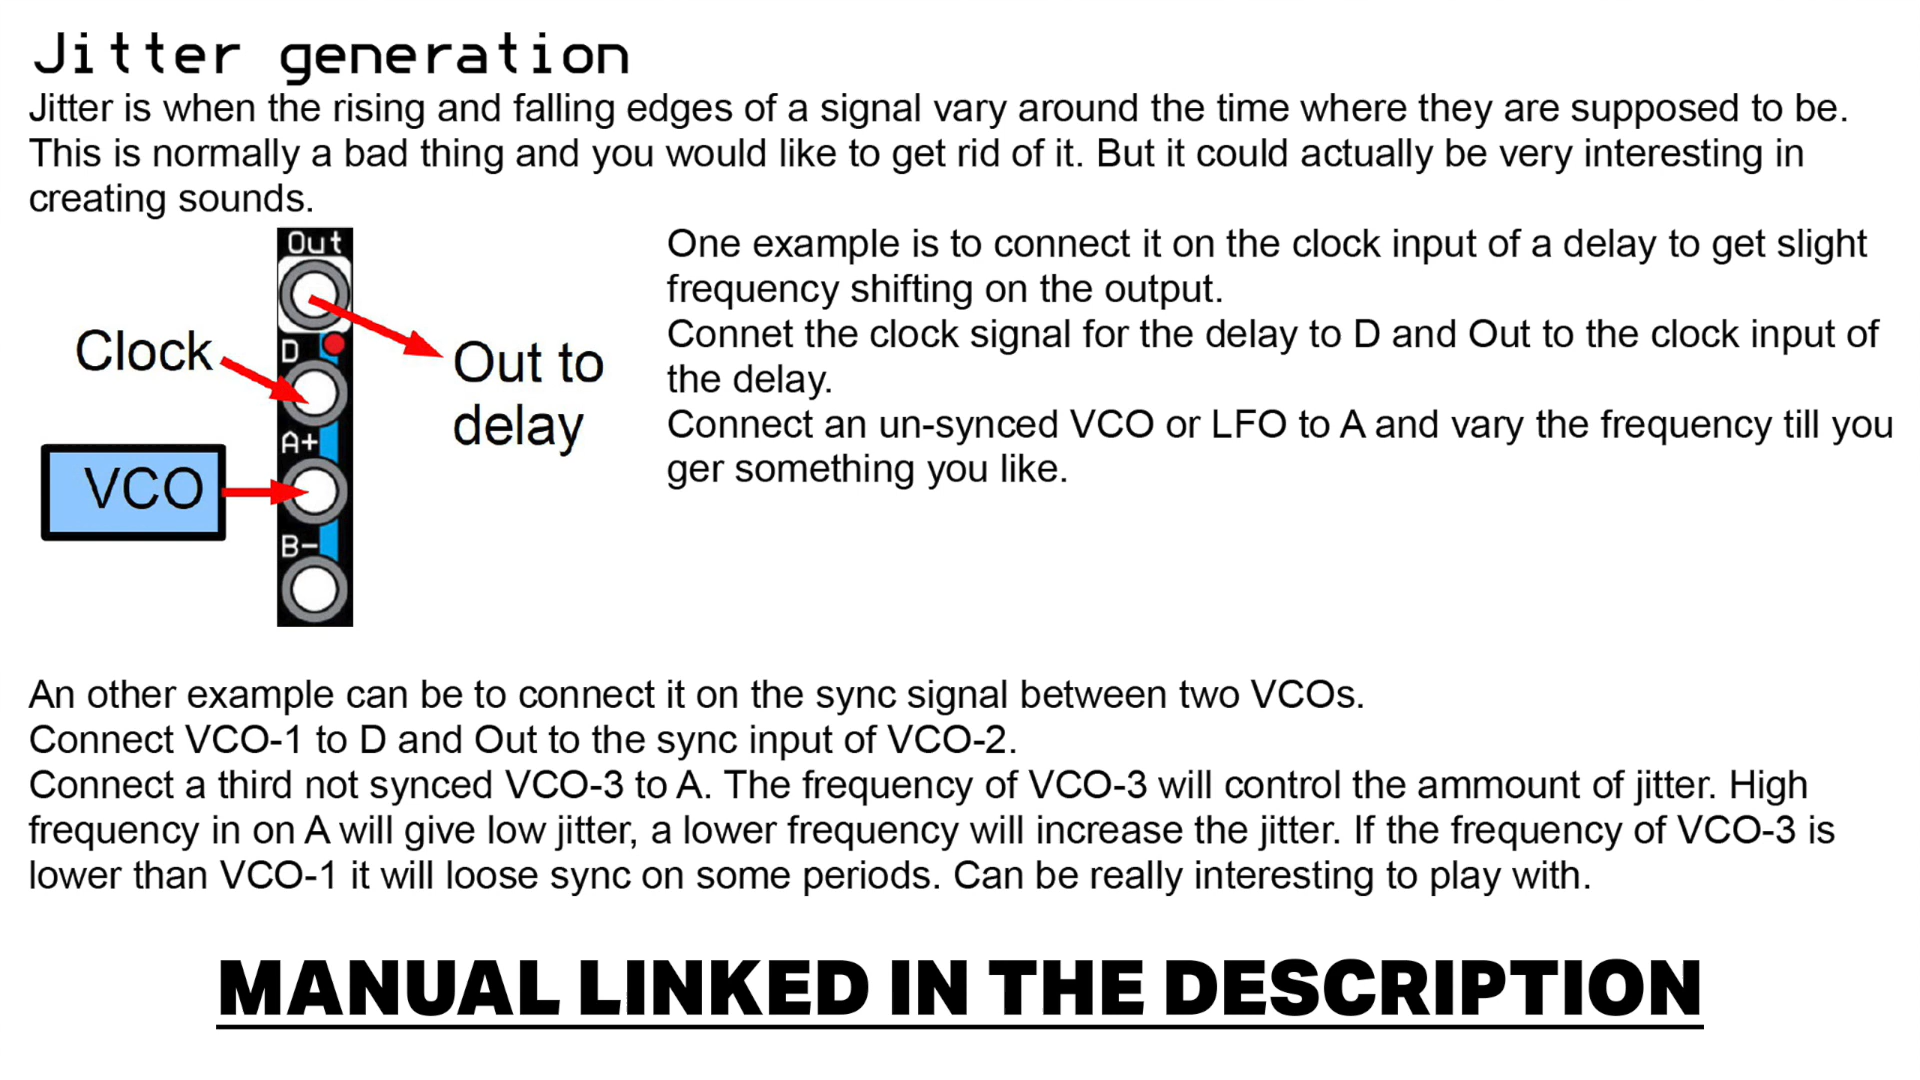 Jitter generation
Jitter is when the rising and falling edges of a signal vary around the time where they are supposed to be.
This is normally a bad thing and you would like to get rid of it. But it could actually be very interesting in
creating sounds.
Out
D
A+
B-
Clock
VCO
Out to
delay
One example is to connect it on the clock input of a delay to get slight
frequency shifting on the output.
Connet the clock signal for the delay to D and Out to the clock input of
the delay.
Connect an un-synced VCO or LFO to A and vary the frequency till you
ger something you like.
An other example can be to connect it on the sync signal between two VCOs.
Connect VCO-1 to D and Out to the sync input of VCO-2.
Connect a third not synced VCO-3 to A. The frequency of VCO-3 will control the ammount of jitter. High
frequency in on A will give low jitter, a lower frequency will increase the jitter. If the frequency of VCO-3 is
lower than VCO-1 it will loose sync on some periods. Can be really interesting to play with.
MANUAL LINKED IN THE DESCRIPTION